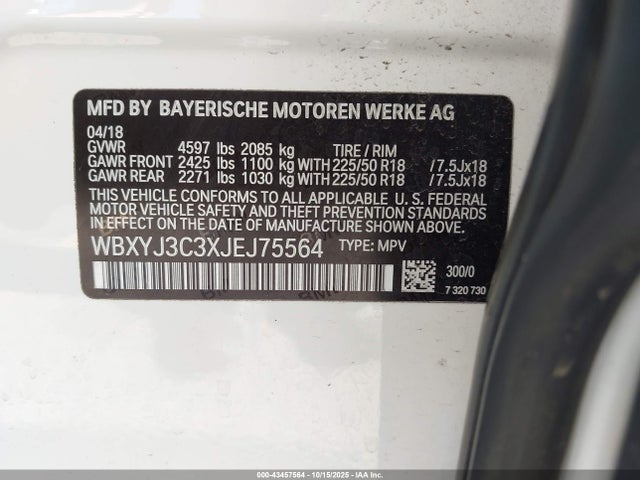 MFD BY BAYERISCHE MOTOREN WERKE AG
04/18
GVWR 4597 lbs 2085 kg TIRE / RIM
GAWR FRONT 2425 lbs 1100 kg WITH 225/50 R18 /7.5Jx18
GAWR REAR 2271 lbs 1030 kg WITH 225/50 R18 /7.5Jx18
THIS VEHICLE CONFORMS TO ALL APPLICABLE U. S. FEDERAL
MOTOR VEHICLE SAFETY AND THEFT PREVENTION STANDARDS
IN EFFECT ON THE DATE OF MANUFACTURE SHOWN ABOVE.
WBXYJ3C3XJEJ75564 TYPE: MPV
300/0
7 320 730
000-43457564 | 10/15/2025 | IAA Inc.